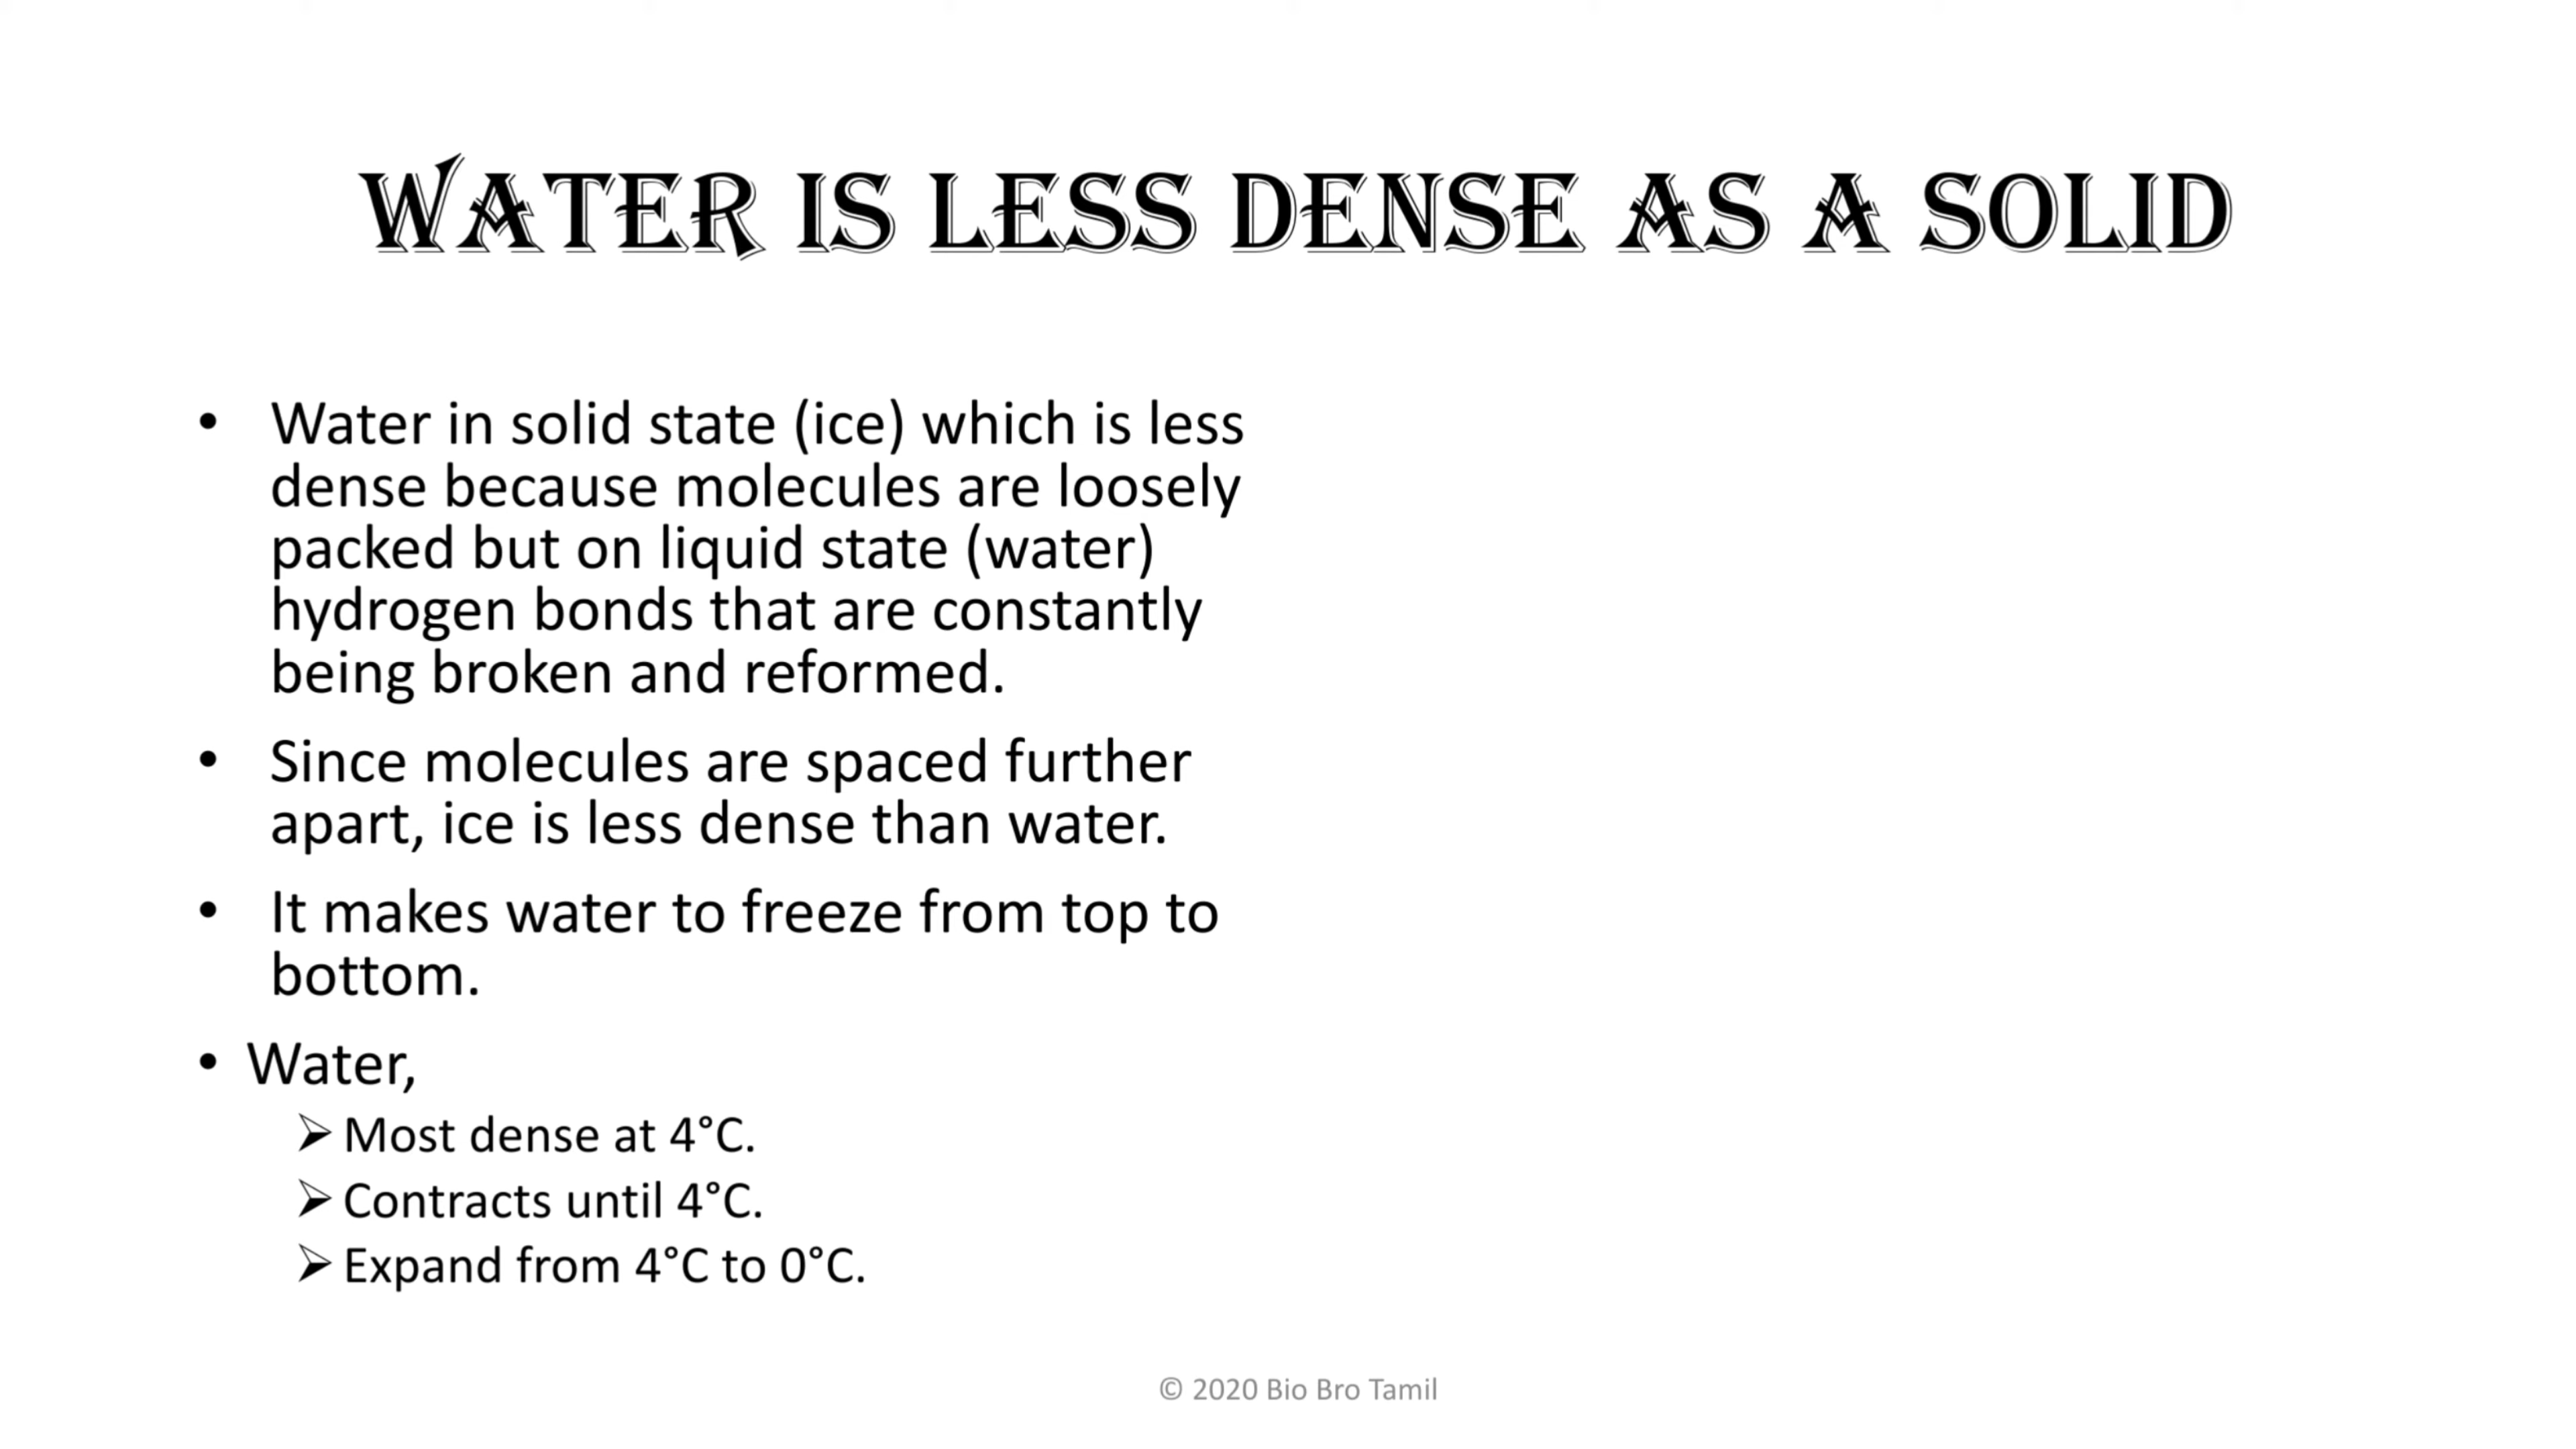 WATER IS LESS DENSE AS A SOLID
• Water in solid state (ice) which is less
dense because molecules are loosely
packed but on liquid state (water)
hydrogen bonds that are constantly
being broken and reformed.
• Since molecules are spaced further
apart, ice is less dense than water.
• It makes water to freeze from top to
bottom.
• Water,
➢ Most dense at 4°C.
➢ Contracts until 4°C.
➢ Expand from 4°C to 0°C.
© 2020 Bio Bro Tamil